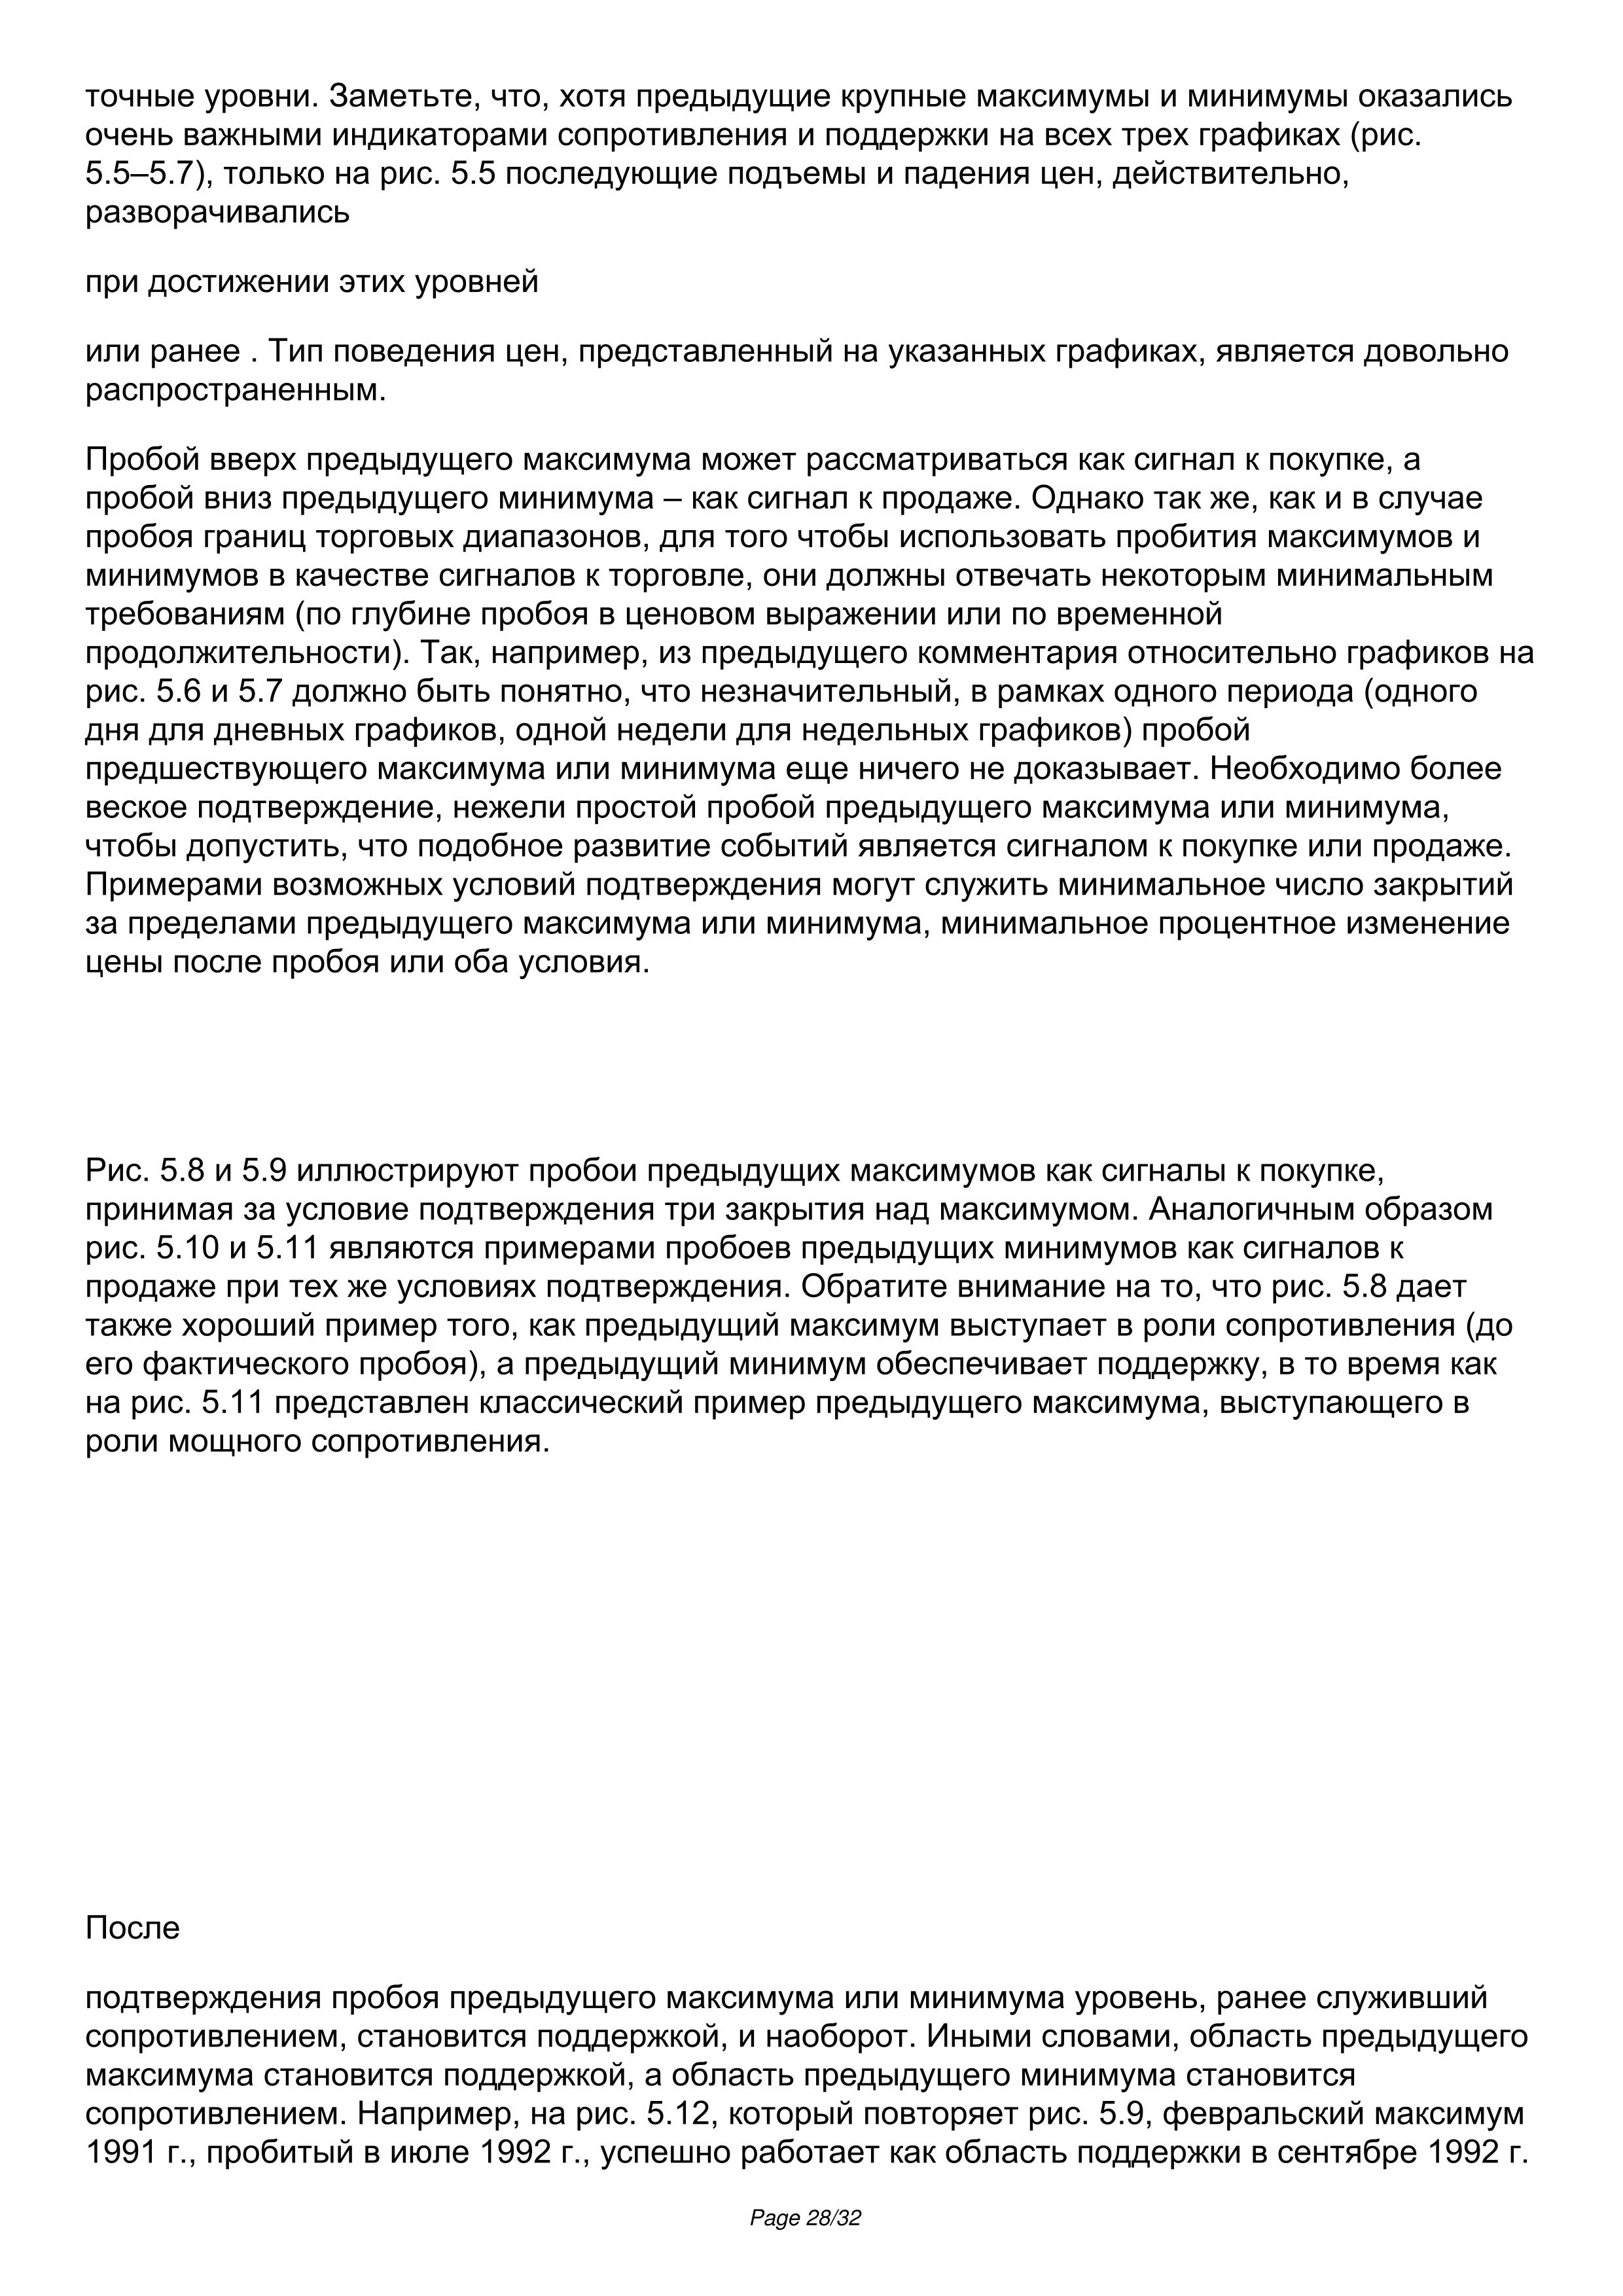 точные уровни. Заметьте, что, хотя предыдущие крупные максимумы и минимумы оказались
очень важными индикаторами сопротивления и поддержки на всех трех графиках (рис.
5.5–5.7), только на рис. 5.5 последующие подъемы и падения цен, действительно,
разворачивались
при достижении этих уровней
или ранее . Тип поведения цен, представленный на указанных графиках, является довольно
распространенным.
Пробой вверх предыдущего максимума может рассматриваться как сигнал к покупке, а
пробой вниз предыдущего минимума – как сигнал к продаже. Однако так же, как и в случае
пробоя границ торговых диапазонов, для того чтобы использовать пробития максимумов и
минимумов в качестве сигналов к торговле, они должны отвечать некоторым минимальным
требованиям (по глубине пробоя в ценовом выражении или по временной
продолжительности). Так, например, из предыдущего комментария относительно графиков на
рис. 5.6 и 5.7 должно быть понятно, что незначительный, в рамках одного периода (одного
дня для дневных графиков, одной недели для недельных графиков) пробой
предшествующего максимума или минимума еще ничего не доказывает. Необходимо более
веское подтверждение, нежели простой пробой предыдущего максимума или минимума,
чтобы допустить, что подобное развитие событий является сигналом к покупке или продаже.
Примерами возможных условий подтверждения могут служить минимальное число закрытий
за пределами предыдущего максимума или минимума, минимальное процентное изменение
цены после пробоя или оба условия.
Рис. 5.8 и 5.9 иллюстрируют пробои предыдущих максимумов как сигналы к покупке,
принимая за условие подтверждения три закрытия над максимумом. Аналогичным образом
рис. 5.10 и 5.11 являются примерами пробоев предыдущих минимумов как сигналов к
продаже при тех же условиях подтверждения. Обратите внимание на то, что рис. 5.8 дает
также хороший пример того, как предыдущий максимум выступает в роли сопротивления (до
его фактического пробоя), а предыдущий минимум обеспечивает поддержку, в то время как
на рис. 5.11 представлен классический пример предыдущего максимума, выступающего в
роли мощного сопротивления.
После
подтверждения пробоя предыдущего максимума или минимума уровень, ранее служивший
сопротивлением, становится поддержкой, и наоборот. Иными словами, область предыдущего
максимума становится поддержкой, а область предыдущего минимума становится
сопротивлением. Например, на рис. 5.12, который повторяет рис. 5.9, февральский максимум
1991 г., пробитый в июле 1992 г., успешно работает как область поддержки в сентябре 1992 г.
Page 28/32